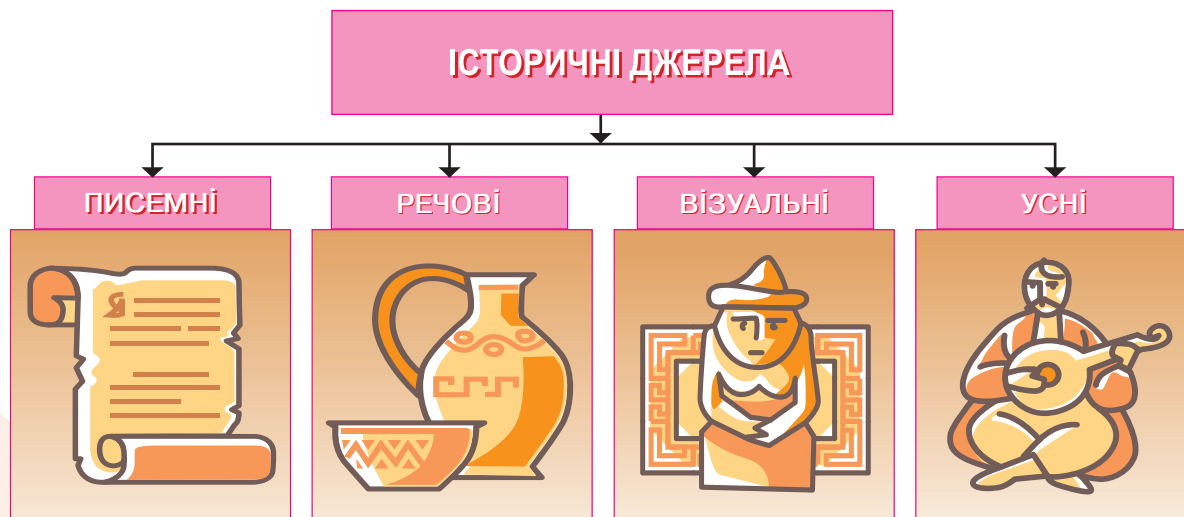 ІСТОРИЧНІ ДЖЕРЕЛА
ПИСЕМНІ
РЕЧОВІ
ВІЗУАЛЬНІ
УСНІ